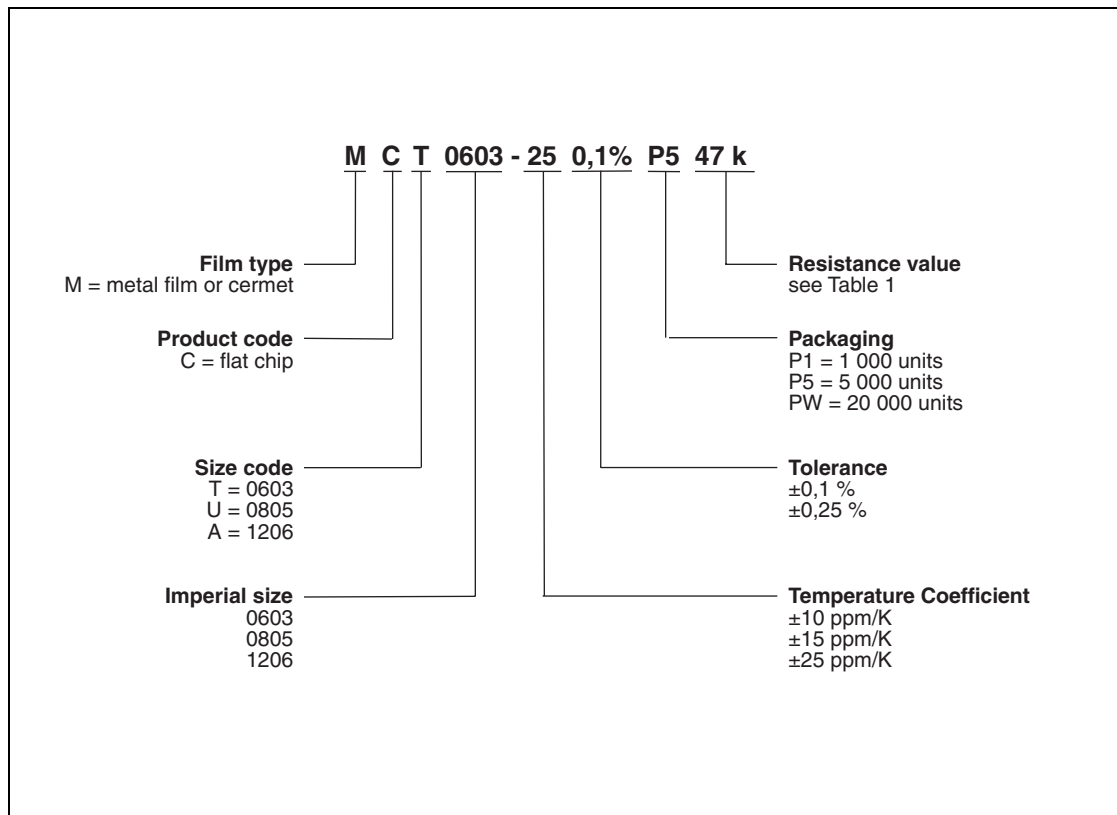 M C T 0603 - 25 0,1% P5 47 k
Film type
M = metal film or cermet
Product code
C = flat chip
Size code
T = 0603
U = 0805
A = 1206
Imperial size
0603
0805
1206
Resistance value
see Table 1
Packaging
P1 = 1 000 units
P5 = 5 000 units
PW = 20 000 units
Tolerance
±0,1 %
±0,25 %
Temperature Coefficient
±10 ppm/K
±15 ppm/K
±25 ppm/K